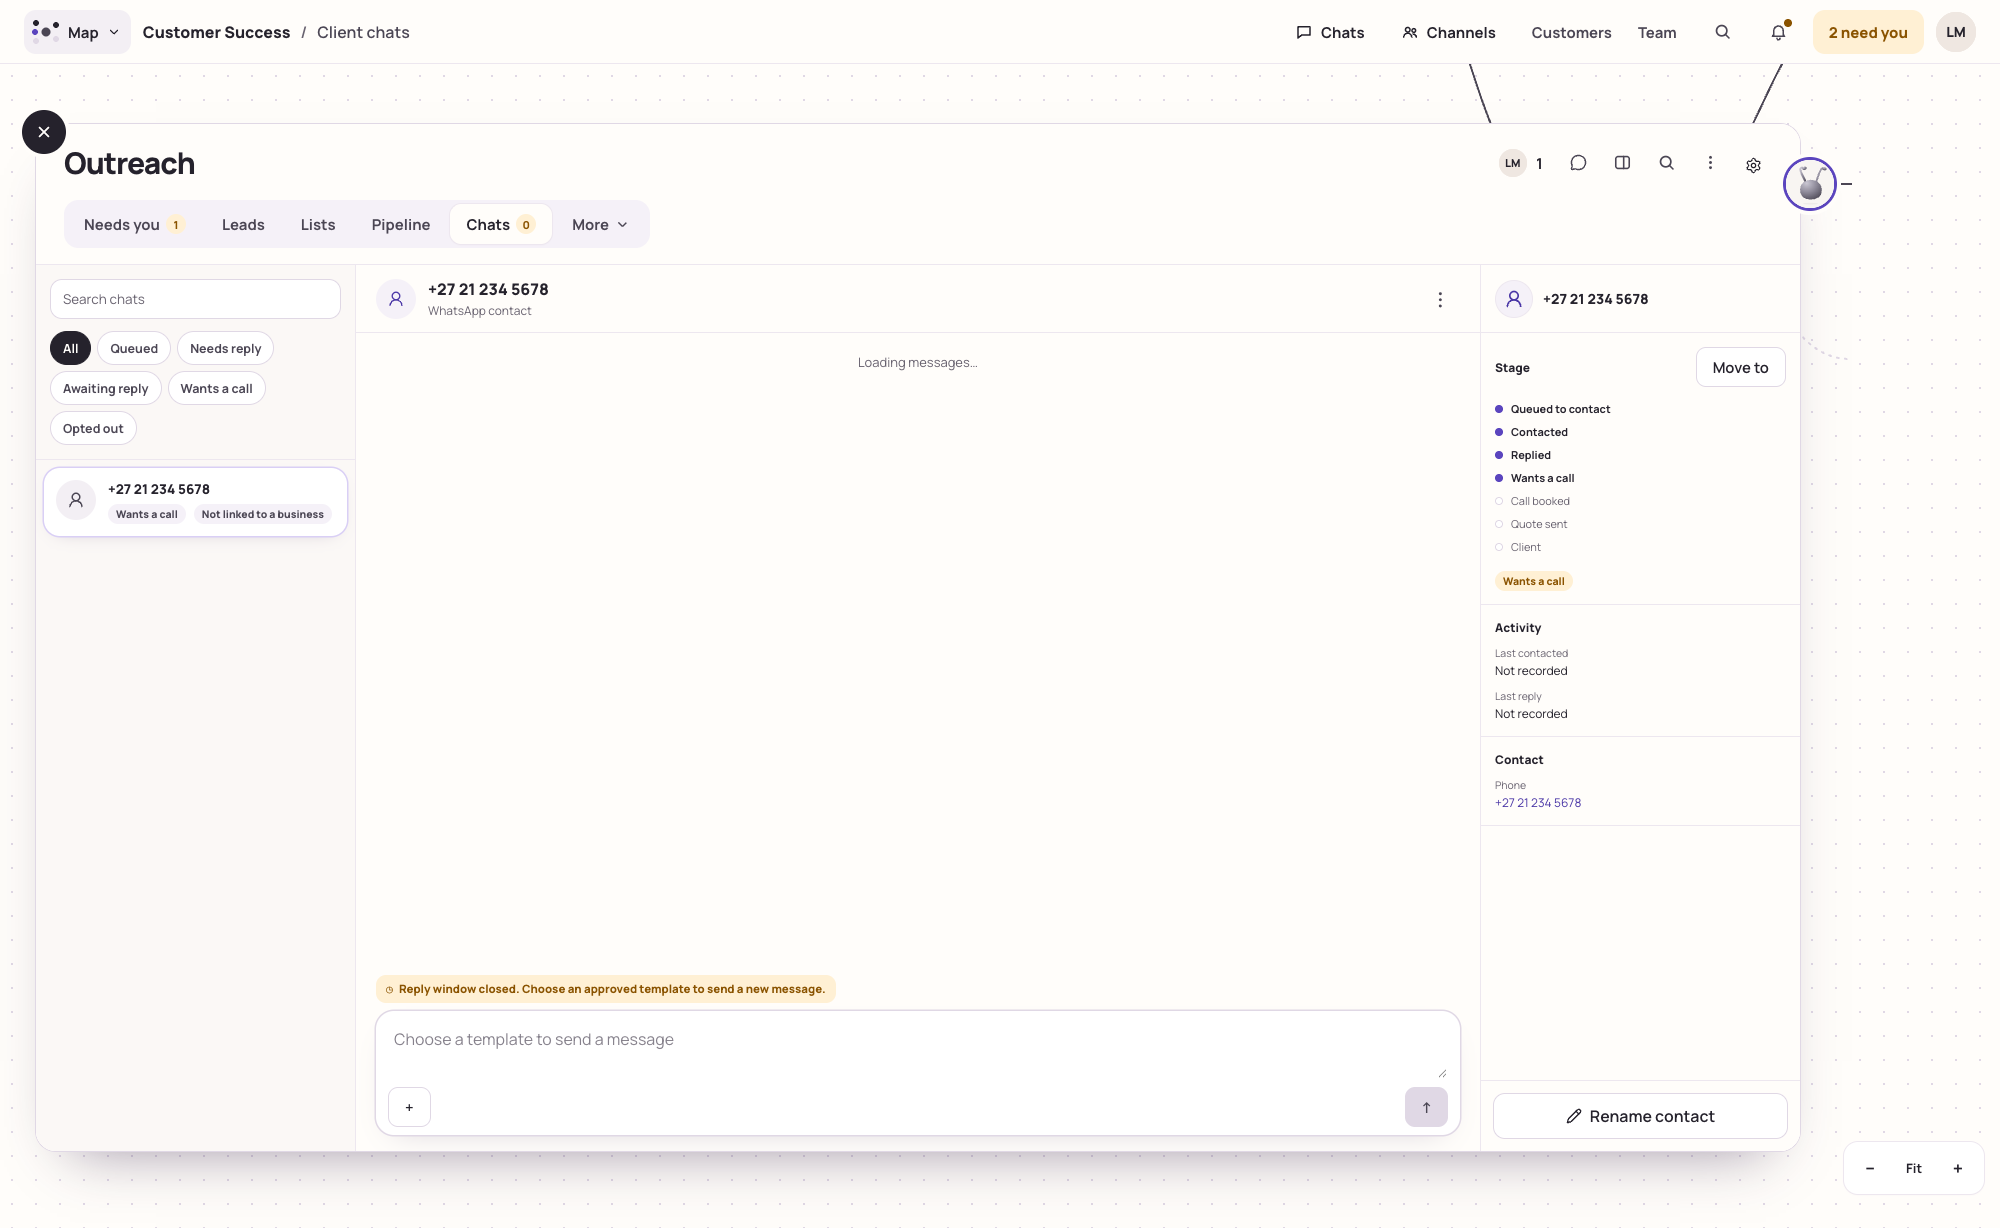 Map
Customer Success / Client chats
Chats
Channels
Customers
Team
2 need you
LM
Outreach
LM 1
Needs you 1
Leads
Lists
Pipeline
Chats 0
More
Search chats
All
Queued
Needs reply
Awaiting reply
Wants a call
Opted out
+27 21 234 5678
Wants a call
Not linked to a business
+27 21 234 5678
WhatsApp contact
Loading messages...
Reply window closed. Choose an approved template to send a new message.
Choose a template to send a message
+
↑
+27 21 234 5678
Stage
Move to
Queued to contact
Contacted
Replied
Wants a call
Call booked
Quote sent
Client
Wants a call
Activity
Last contacted
Not recorded
Last reply
Not recorded
Contact
Phone
+27 21 234 5678
Rename contact
− Fit +